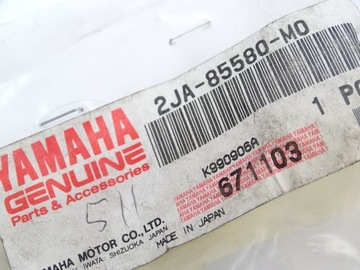 YAMAHA
GENUINE
Parts & Accessories
2JA-85580-M0
1 PC
K990906A
671103
511
YAMAHA MOTOR CO., LTD.
IWATA, SHIZUOKA, JAPAN
MADE IN JAPAN